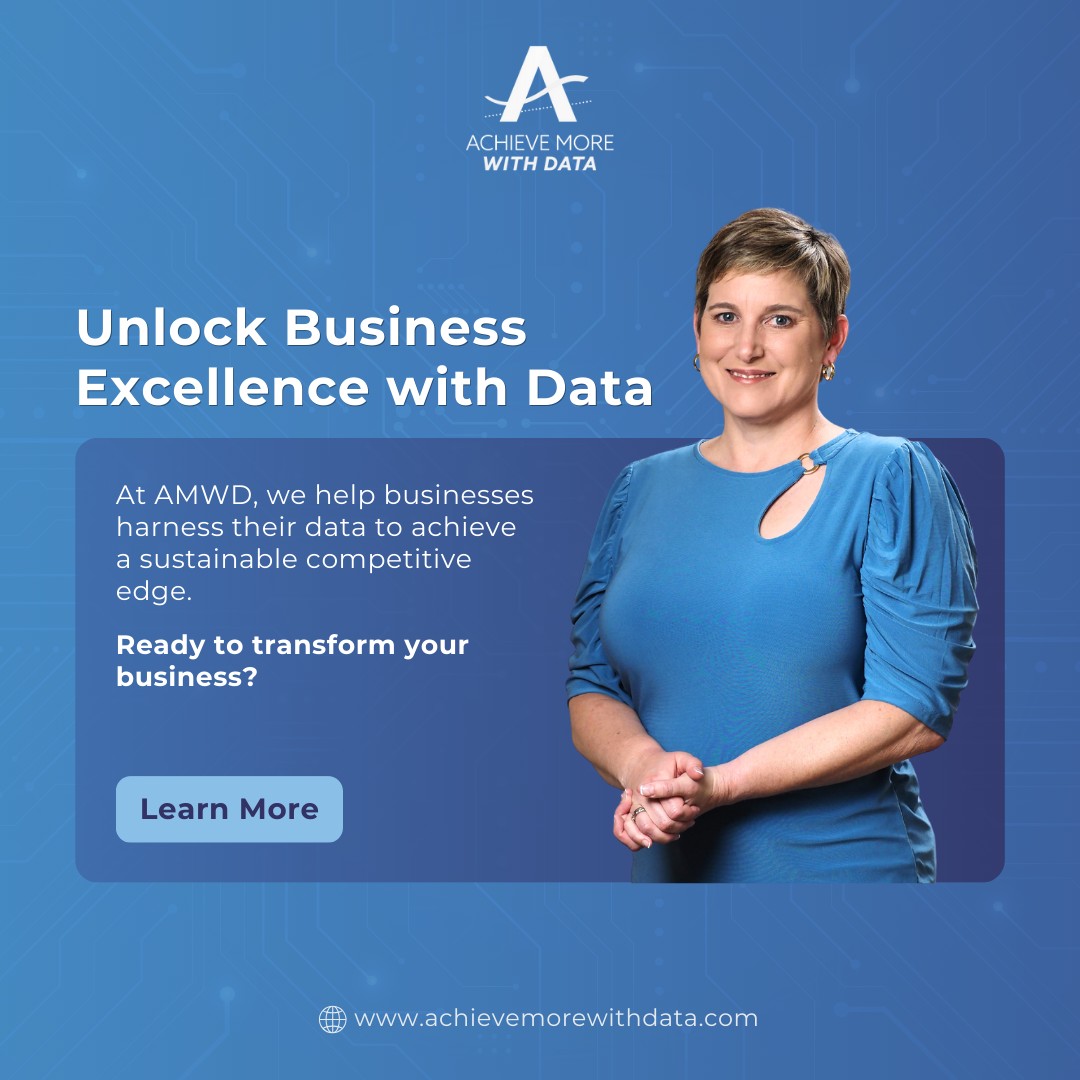 A
ACHIEVE MORE
WITH DATA
Unlock Business
Excellence with Data
At AMWD, we help businesses
harness their data to achieve
a sustainable competitive
edge.
Ready to transform your
business?
Learn More
www.achievemorewithdata.com